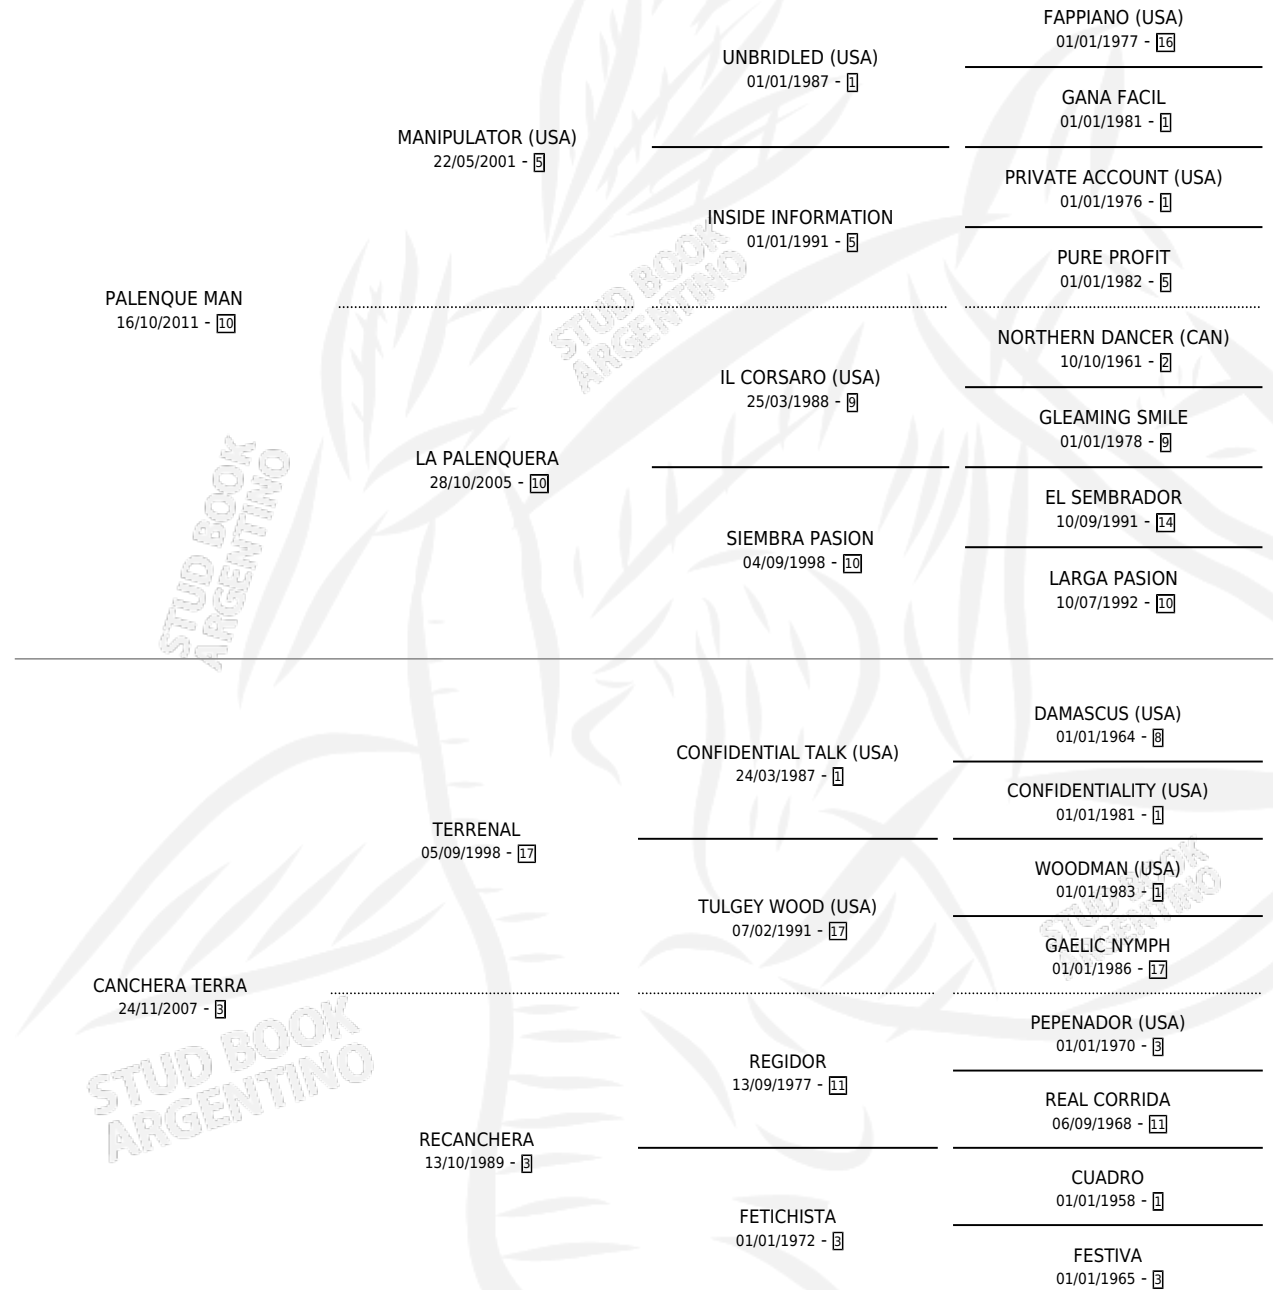 FAPPIANO (USA)
01/01/1977 - 16
UNBRIDLED (USA)
01/01/1987 - 1
GANA FACIL
01/01/1981 - 1
MANIPULATOR (USA)
22/05/2001 - 5
PRIVATE ACCOUNT (USA)
01/01/1976 - 1
INSIDE INFORMATION
01/01/1991 - 5
PURE PROFIT
01/01/1982 - 5
PALENQUE MAN
16/10/2011 - 10
NORTHERN DANCER (CAN)
10/10/1961 - 2
IL CORSARO (USA)
25/03/1988 - 9
GLEAMING SMILE
01/01/1978 - 9
LA PALENQUERA
28/10/2005 - 10
EL SEMBRADOR
10/09/1991 - 14
SIEMBRA PASION
04/09/1998 - 10
LARGA PASION
10/07/1992 - 10
STUD BOOK
ARGENTINO
STUD BOOK
ARGENTINO
DAMASCUS (USA)
01/01/1964 - 8
CONFIDENTIAL TALK (USA)
24/03/1987 - 1
CONFIDENTIALITY (USA)
01/01/1981 - 1
TERRENAL
05/09/1998 - 17
WOODMAN (USA)
01/01/1983 - 1
TULGEY WOOD (USA)
07/02/1991 - 17
GAELIC NYMPH
01/01/1986 - 17
STUD BOOK
ARGENTINO
CANCHERA TERRA
24/11/2007 - 3
PEPENADOR (USA)
01/01/1970 - 3
REGIDOR
13/09/1977 - 11
REAL CORRIDA
06/09/1968 - 11
RECANCHERA
13/10/1989 - 3
CUADRO
01/01/1958 - 1
FETICHISTA
01/01/1972 - 3
FESTIVA
01/01/1965 - 3
STUD BOOK
ARGENTINO